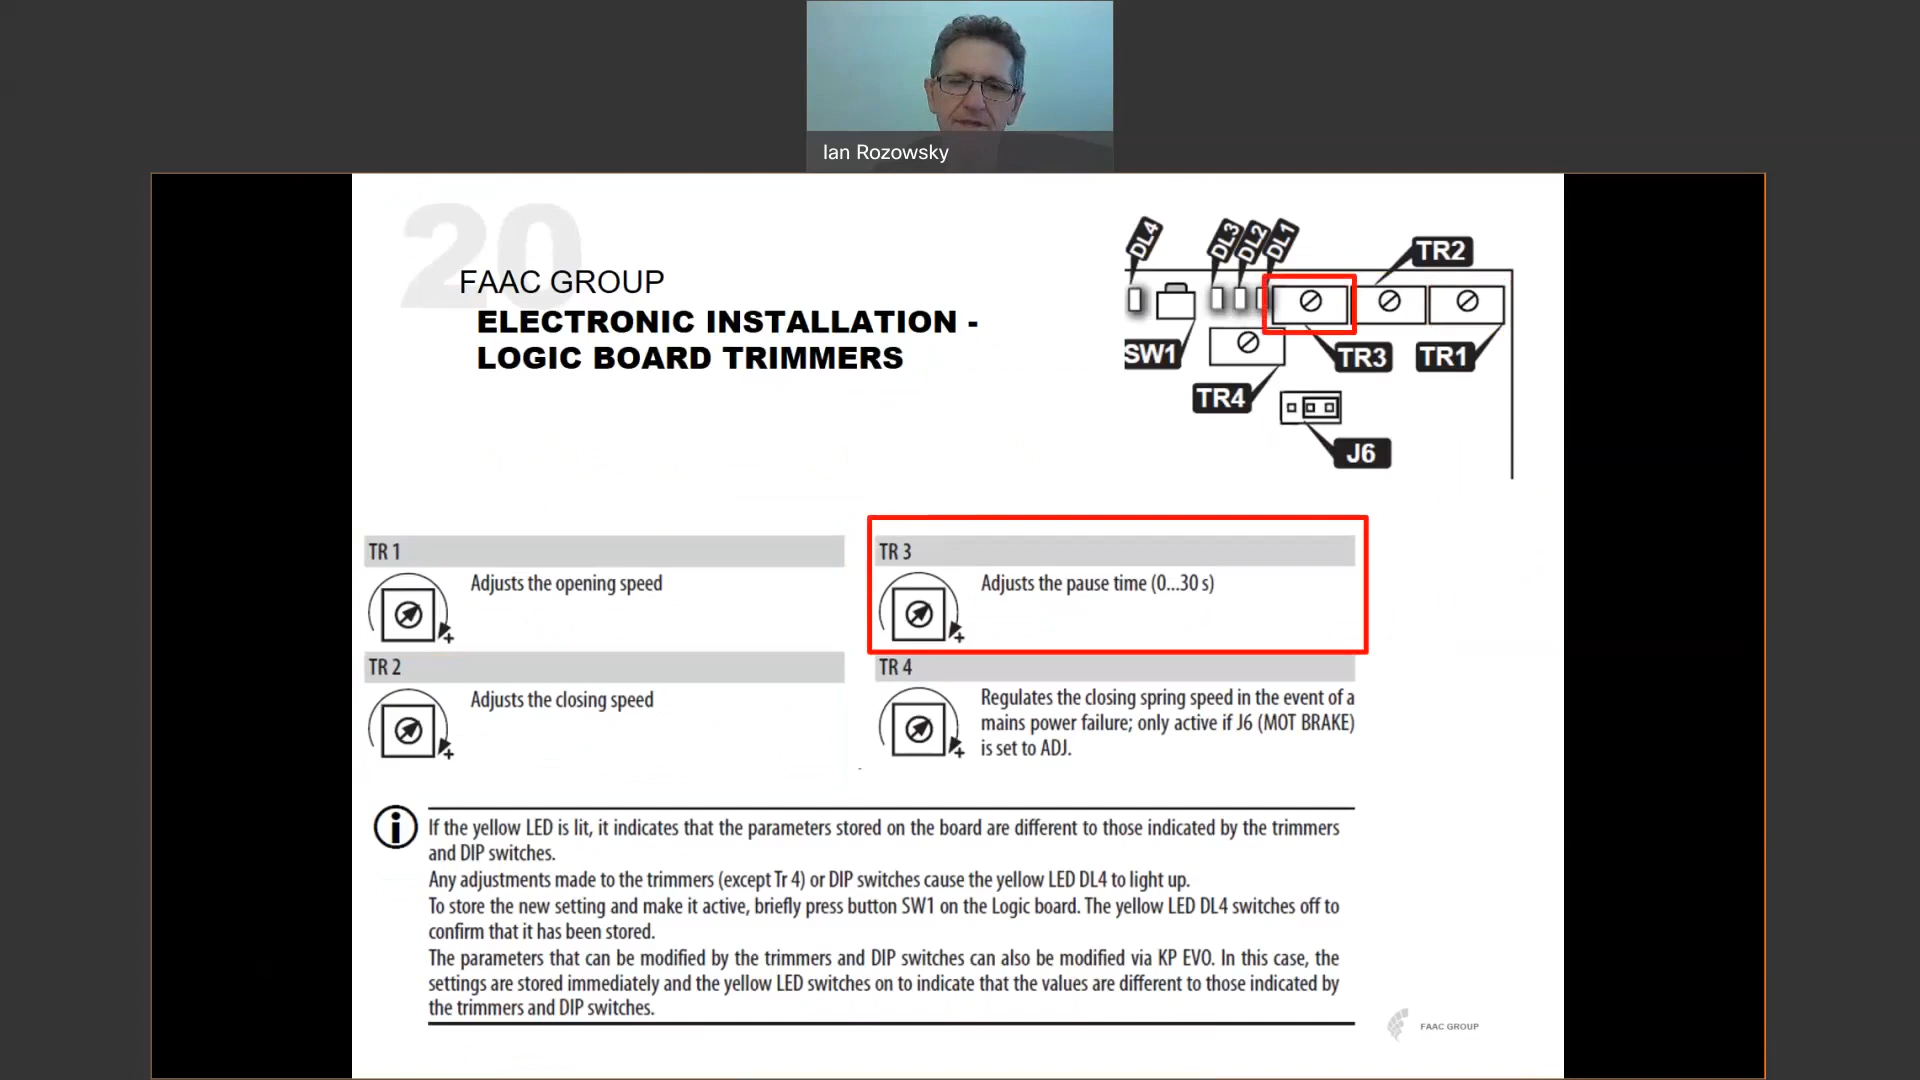 Ian Rozowsky
20
FAAC GROUP
ELECTRONIC INSTALLATION -
LOGIC BOARD TRIMMERS
DL4
DL3
DL2
DL1
TR2
SW1
TR3
TR1
TR4
J6
TR 1
Adjusts the opening speed
+
TR 2
Adjusts the closing speed
+
TR 3
Adjusts the pause time (0...30 s)
+
TR 4
Regulates the closing spring speed in the event of a
mains power failure; only active if J6 (MOT BRAKE)
is set to ADJ.
+
i
If the yellow LED is lit, it indicates that the parameters stored on the board are different to those indicated by the trimmers
and DIP switches.
Any adjustments made to the trimmers (except Tr 4) or DIP switches cause the yellow LED DL4 to light up.
To store the new setting and make it active, briefly press button SW1 on the Logic board. The yellow LED DL4 switches off to
confirm that it has been stored.
The parameters that can be modified by the trimmers and DIP switches can also be modified via KP EVO. In this case, the
settings are stored immediately and the yellow LED switches on to indicate that the values are different to those indicated by
the trimmers and DIP switches.
FAAC GROUP